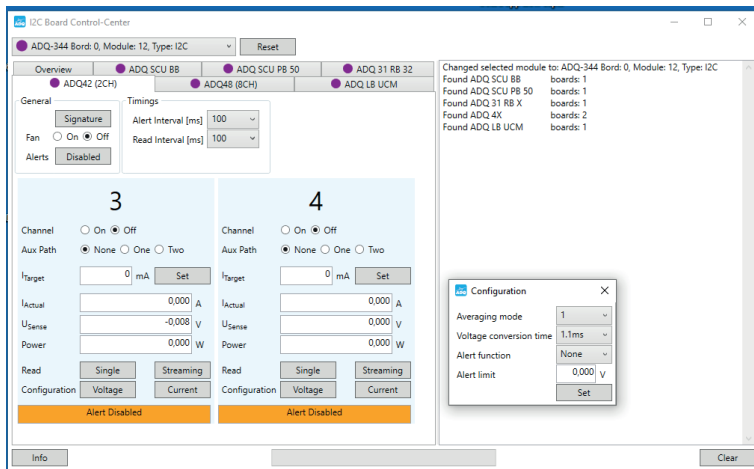 I2C Board Control-Center
ADQ-344 Bord: 0, Module: 12, Type: I2C
Reset
Overview
ADQ SCU BB
ADQ SCU PB 50
ADQ 31 RB 32
ADQ42 (2CH)
ADQ48 (8CH)
ADQ LB UCM
General
Signature
Fan On Off
Alerts Disabled
Timings
Alert Interval [ms] 100
Read Interval [ms] 100
3
Channel On Off
Aux Path None One Two
ITarget 0 mA Set
IActual 0,000 A
USense -0,008 V
Power 0,000 W
Read Single Streaming
Configuration Voltage Current
Alert Disabled
4
Channel On Off
Aux Path None One Two
ITarget 0 mA Set
IActual 0,000 A
USense 0,000 V
Power 0,000 W
Read Single Streaming
Configuration Voltage Current
Alert Disabled
Changed selected module to: ADQ-344 Bord: 0, Module: 12, Type: I2C
Found ADQ SCU BB boards: 1
Found ADQ SCU PB 50 boards: 1
Found ADQ 31 RB X boards: 1
Found ADQ 4X boards: 2
Found ADQ LB UCM boards: 1
Configuration
Averaging mode 1
Voltage conversion time 1.1ms
Alert function None
Alert limit 0,000 V
Set
Info
Clear